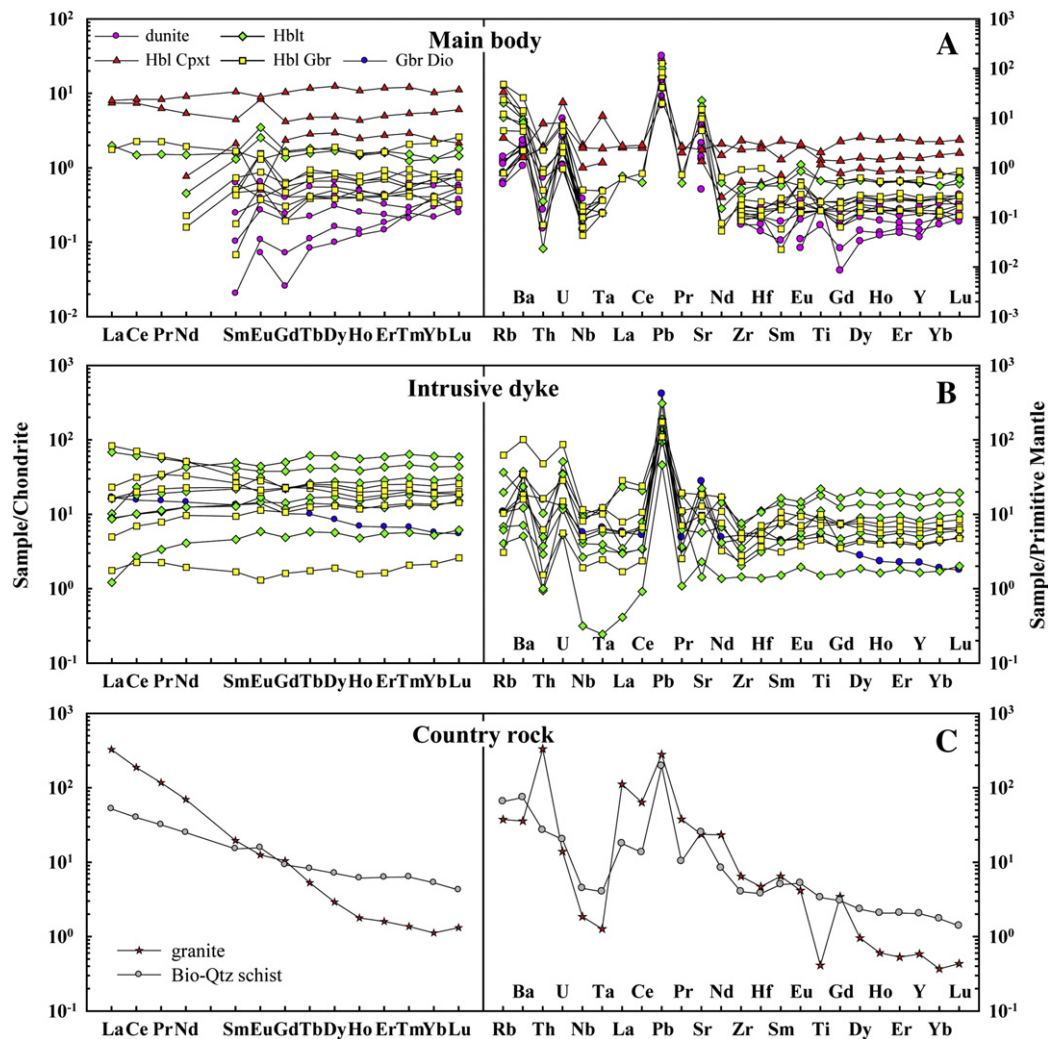 Main body
A
dunite Hblt
Hbl Cpxt Hbl Gbr Gbr Dio
10² 10¹ 10⁰ 10⁻¹ 10⁻²
10³ 10² 10¹ 10⁰ 10⁻¹ 10⁻² 10⁻³
Ba U Ta Ce Pr Nd Hf Eu Gd Ho Y Lu
La Ce Pr Nd Sm Eu Gd Tb Dy Ho Er Tm Yb Lu
Rb Th Nb La Pb Sr Zr Sm Ti Dy Er Yb
Intrusive dyke
B
Sample/Chondrite
Sample/Primitive Mantle
10³ 10² 10¹ 10⁰ 10⁻¹
10³ 10² 10¹ 10⁰ 10⁻¹
Ba U Ta Ce Pr Nd Hf Eu Gd Ho Y Lu
La Ce Pr Nd Sm Eu Gd Tb Dy Ho Er Tm Yb Lu
Rb Th Nb La Pb Sr Zr Sm Ti Dy Er Yb
Country rock
C
10³ 10² 10¹ 10⁰ 10⁻¹
10³ 10² 10¹ 10⁰ 10⁻¹
granite
Bio-Qtz schist
Ba U Ta Ce Pr Nd Hf Eu Gd Ho Y Lu
La Ce Pr Nd Sm Eu Gd Tb Dy Ho Er Tm Yb Lu
Rb Th Nb La Pb Sr Zr Sm Ti Dy Er Yb